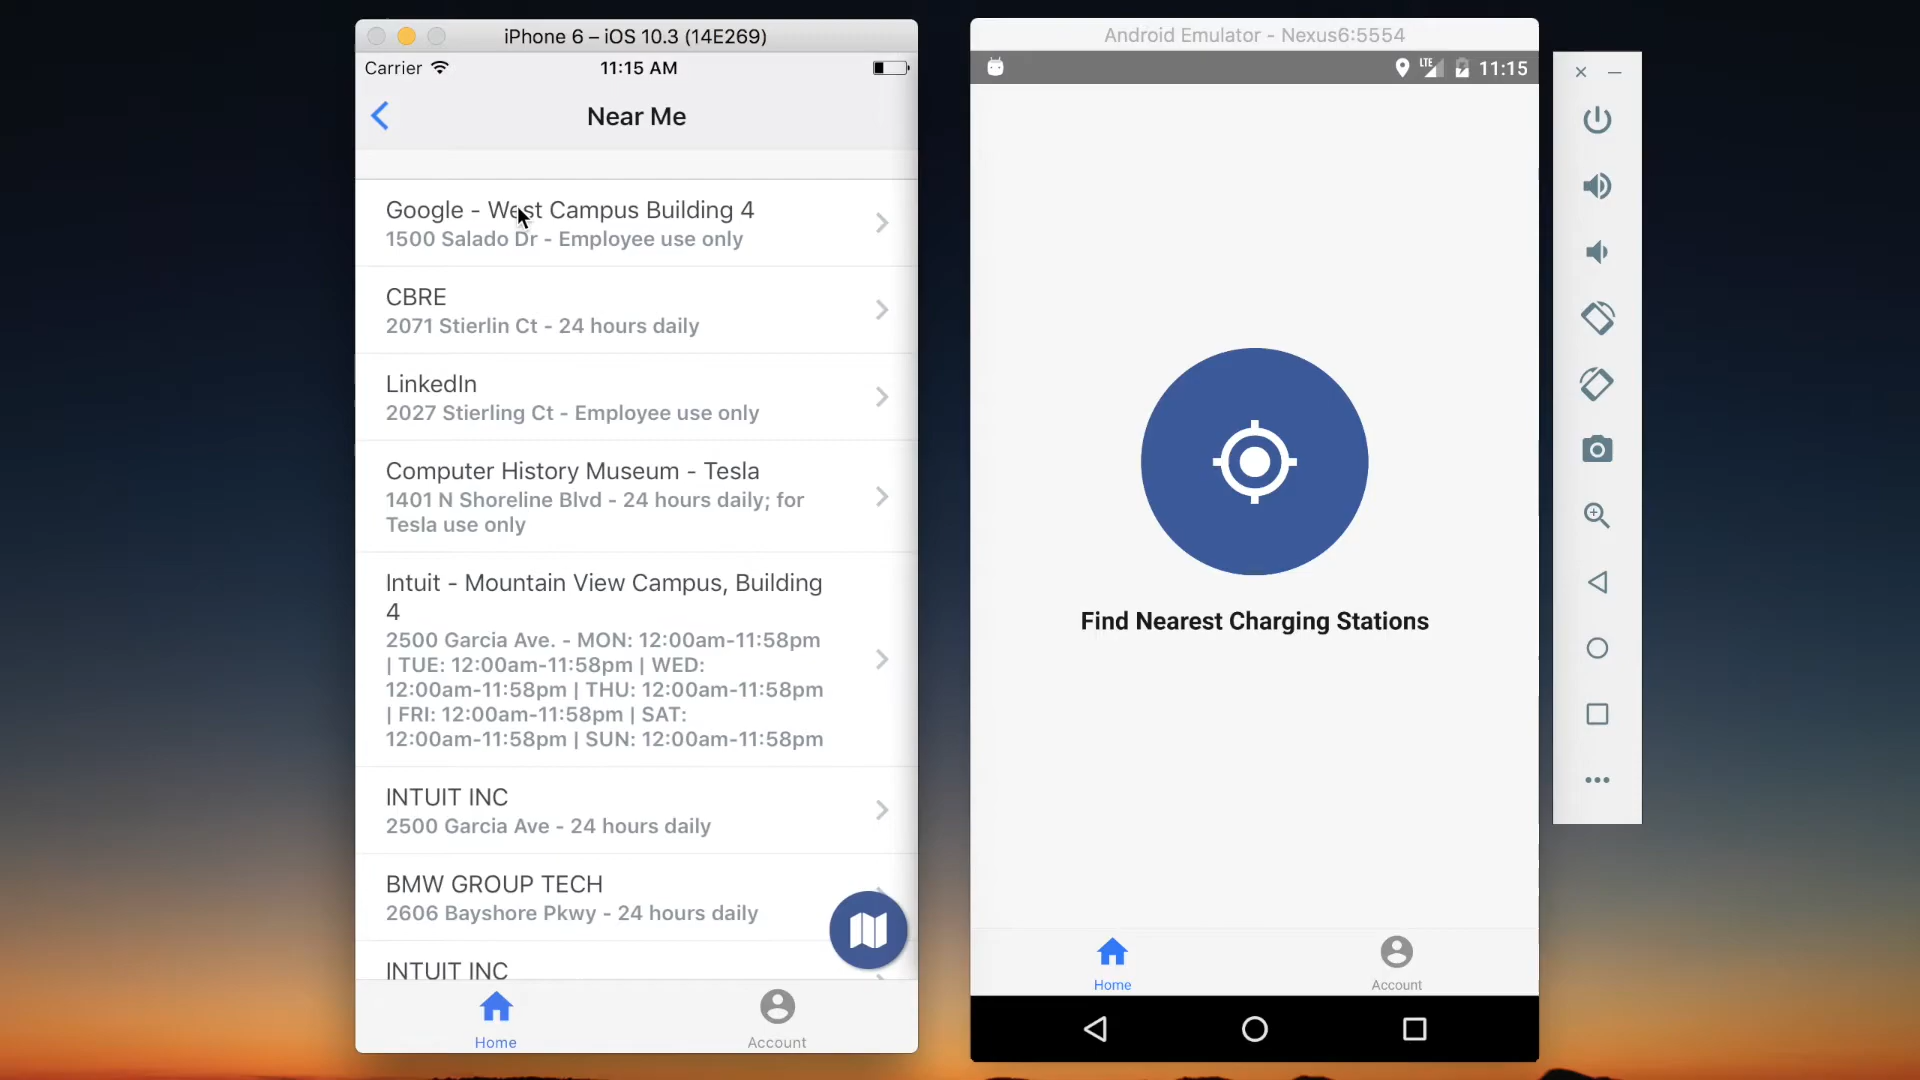 iPhone 6 – iOS 10.3 (14E269)
Carrier
11:15 AM
Near Me
Google - West Campus Building 4
1500 Salado Dr - Employee use only
CBRE
2071 Stierlin Ct - 24 hours daily
LinkedIn
2027 Stierling Ct - Employee use only
Computer History Museum - Tesla
1401 N Shoreline Blvd - 24 hours daily; for
Tesla use only
Intuit - Mountain View Campus, Building
4
2500 Garcia Ave. - MON: 12:00am-11:58pm
| TUE: 12:00am-11:58pm | WED:
12:00am-11:58pm | THU: 12:00am-11:58pm
| FRI: 12:00am-11:58pm | SAT:
12:00am-11:58pm | SUN: 12:00am-11:58pm
INTUIT INC
2500 Garcia Ave - 24 hours daily
BMW GROUP TECH
2606 Bayshore Pkwy - 24 hours daily
INTUIT INC
Home
Account
Android Emulator - Nexus6:5554
LTE
11:15
Find Nearest Charging Stations
Home
Account